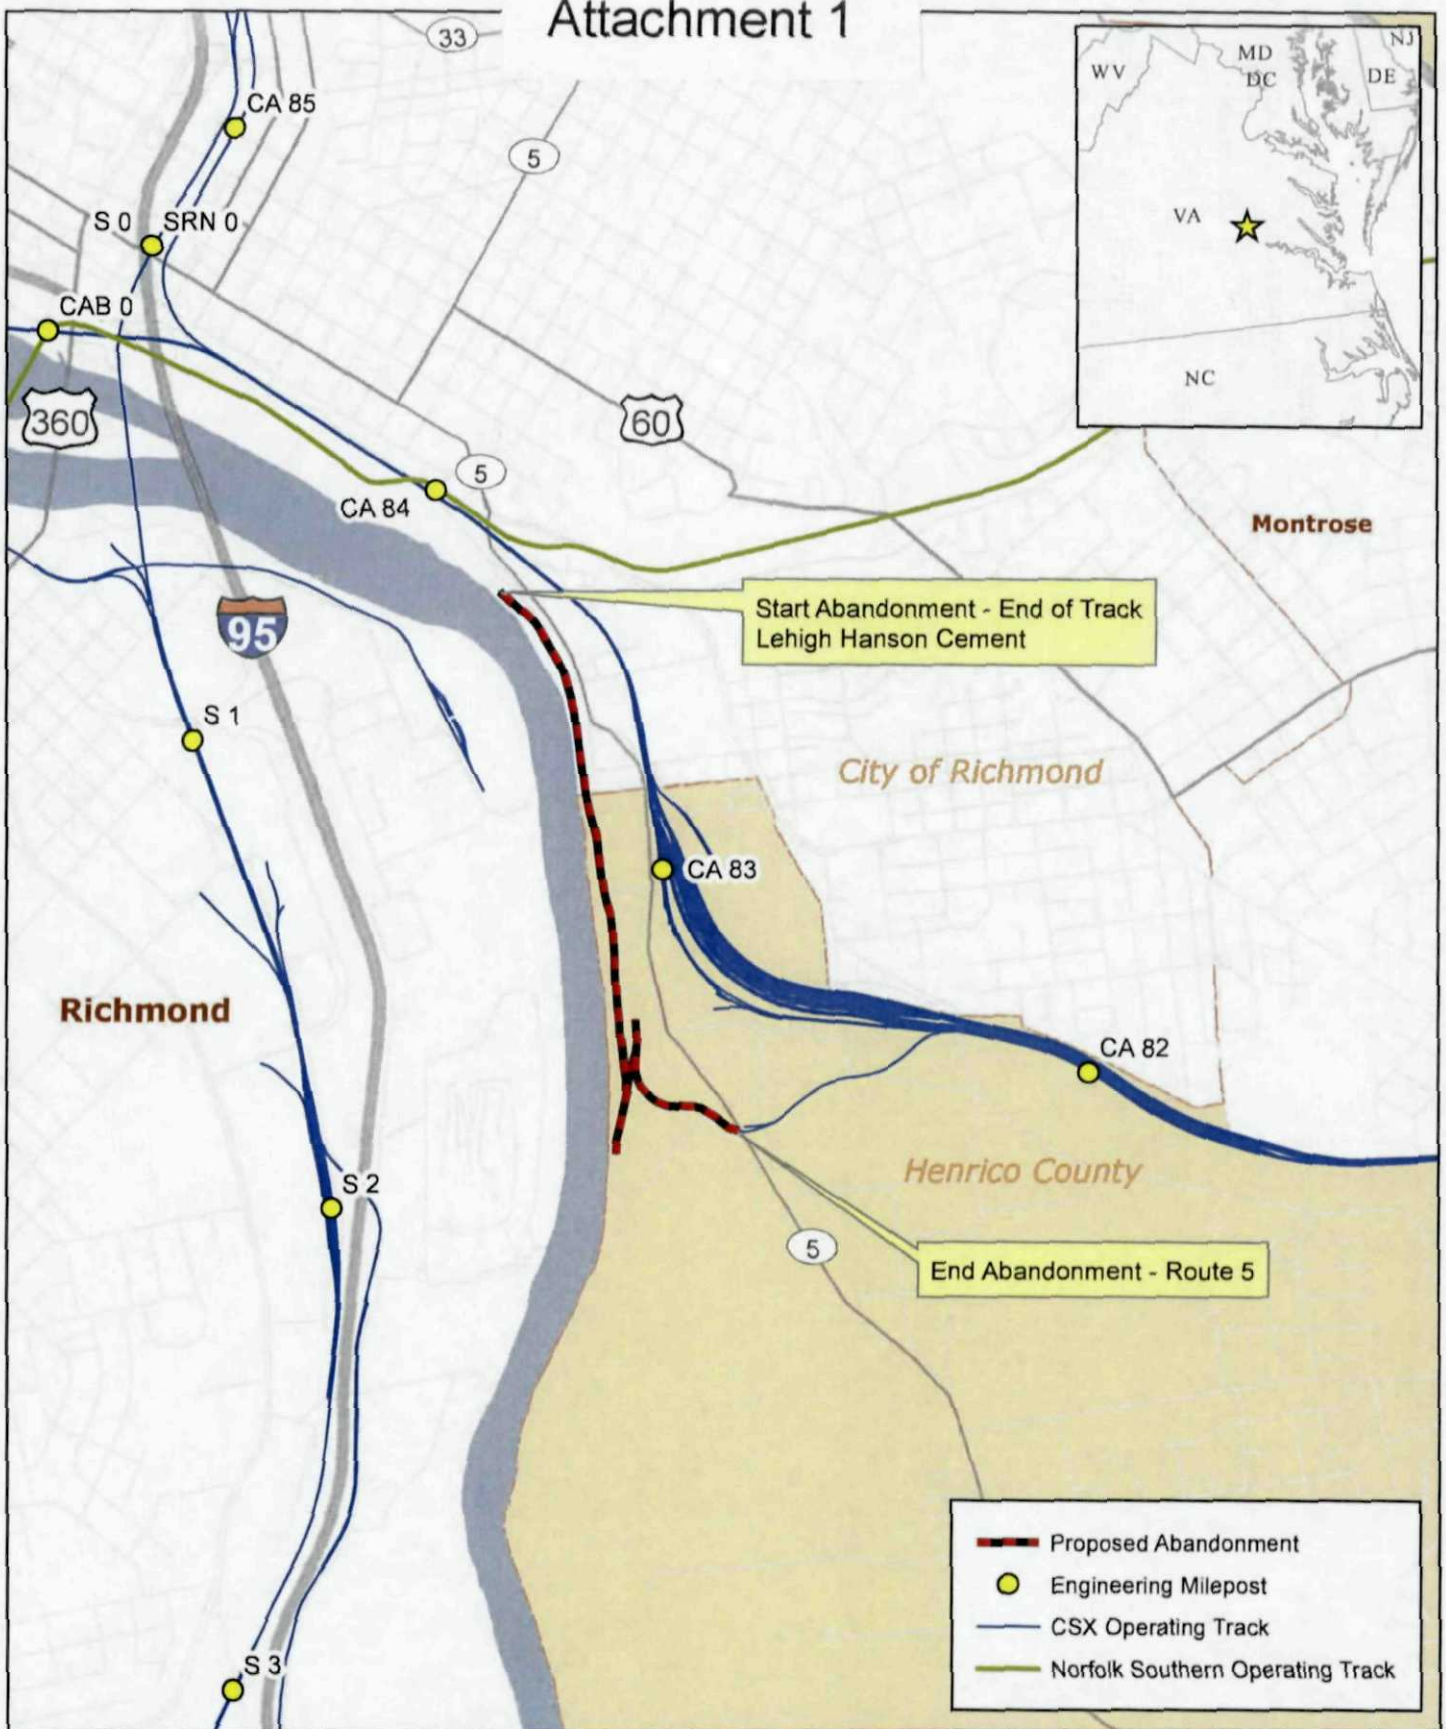 Attachment 1
33
CA 85
5
S 0
SRN 0
CAB 0
360
60
5
CA 84
WV
MD
DC
NJ
DE
VA
NC
Montrose
Start Abandonment - End of Track
Lehigh Hanson Cement
95
S 1
City of Richmond
CA 83
Richmond
CA 82
Henrico County
S 2
5
End Abandonment - Route 5
S 3
Proposed Abandonment
Engineering Milepost
CSX Operating Track
Norfolk Southern Operating Track